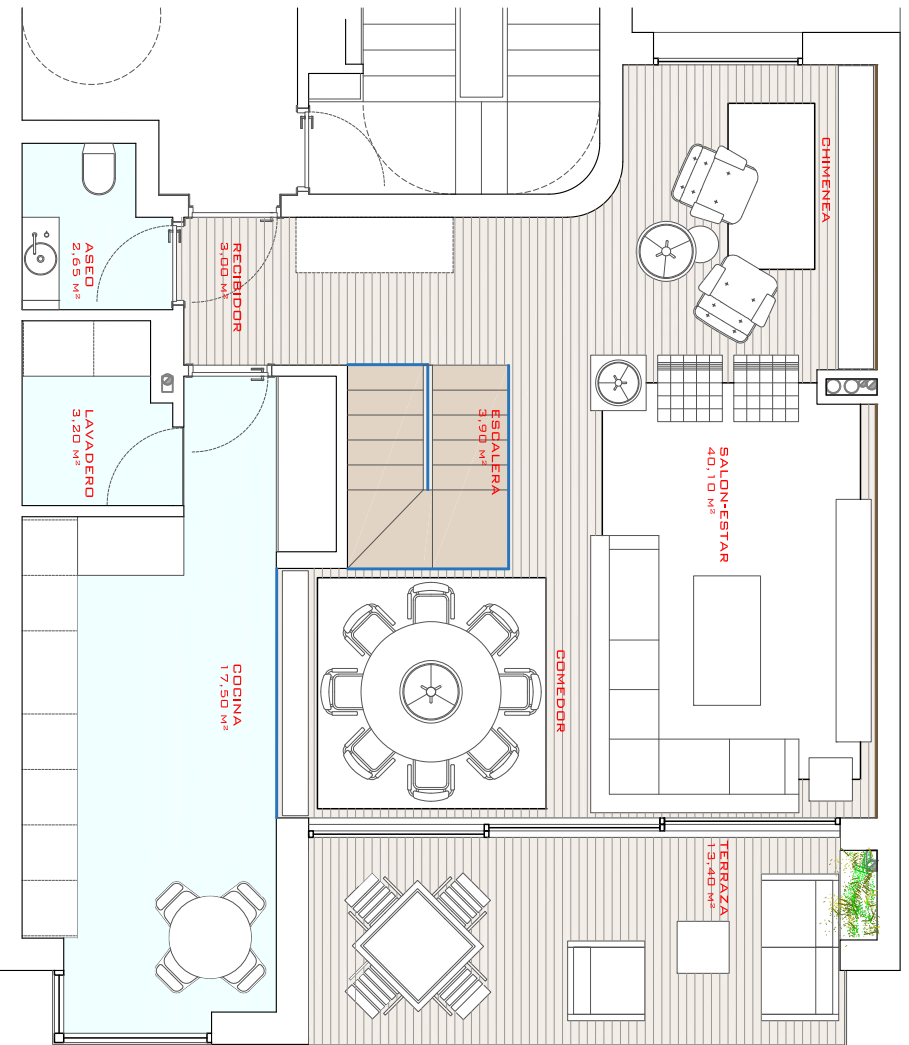 CHIMENEA
ASEO
2,65 M²
RECIBIDOR
3,00 M²
LAVADERO
3,20 M²
ESCALERA
3,90 M²
SALON-ESTAR
40,10 M²
COCINA
17,50 M²
COMEDOR
TERRAZA
13,40 M²